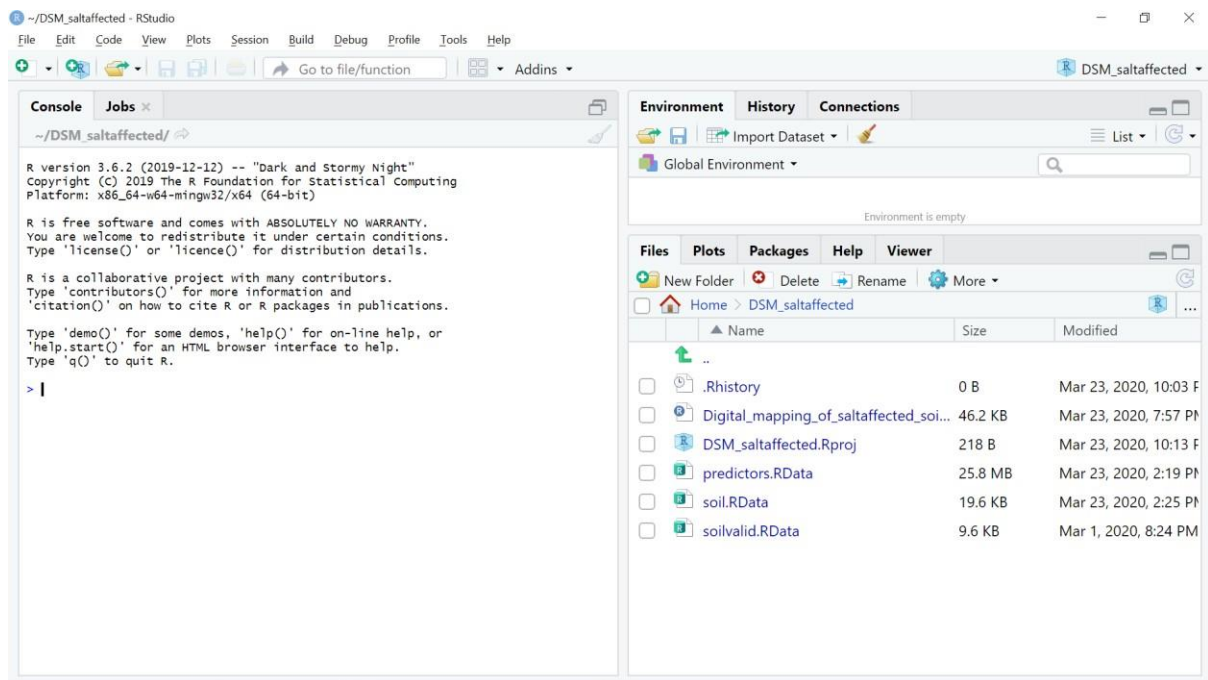 ~/DSM_saltaffected - RStudio
File Edit Code View Plots Session Build Debug Profile Tools Help
Go to file/function Addins DSM_saltaffected
Console Jobs
~/DSM_saltaffected/
R version 3.6.2 (2019-12-12) -- "Dark and Stormy Night"
Copyright (C) 2019 The R Foundation for Statistical Computing
Platform: x86_64-w64-mingw32/x64 (64-bit)
R is free software and comes with ABSOLUTELY NO WARRANTY.
You are welcome to redistribute it under certain conditions.
Type 'license()' or 'licence()' for distribution details.
R is a collaborative project with many contributors.
Type 'contributors()' for more information and
'citation()' on how to cite R or R packages in publications.
Type 'demo()' for some demos, 'help()' for on-line help, or
'help.start()' for an HTML browser interface to help.
Type 'q()' to quit R.
>
Environment History Connections
Import Dataset List
Global Environment
Environment is empty
Files Plots Packages Help Viewer
New Folder Delete Rename More
Home > DSM_saltaffected ...
Name Size Modified
..
.Rhistory 0 B Mar 23, 2020, 10:03 P
Digital_mapping_of_saltaffected_soi... 46.2 KB Mar 23, 2020, 7:57 PM
DSM_saltaffected.Rproj 218 B Mar 23, 2020, 10:13 P
predictors.RData 25.8 MB Mar 23, 2020, 2:19 PM
soil.RData 19.6 KB Mar 23, 2020, 2:25 PM
soilvalid.RData 9.6 KB Mar 1, 2020, 8:24 PM